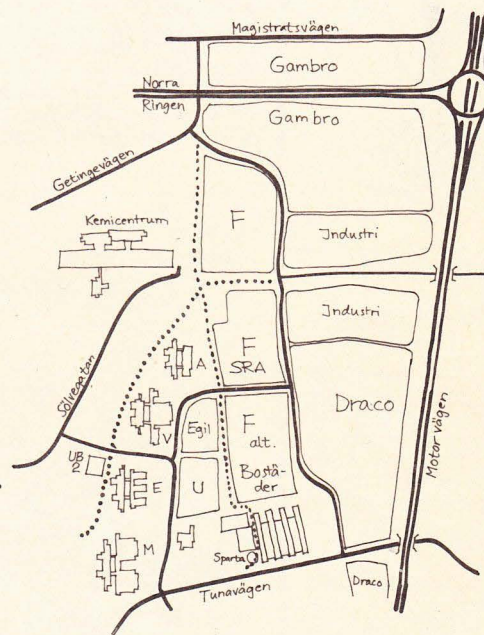 Magistratsvägen
Gambro
Norra
Ringen
Gambro
Getingevägen
F
Kemicentrum
Industri
Industri
Sölvegatan
A
F
SRA
Draco
Motorvägen
V
Egil
F
alt.
Bostä-
der
UB
2
E
U
M
Sparta
Tunavägen
Draco